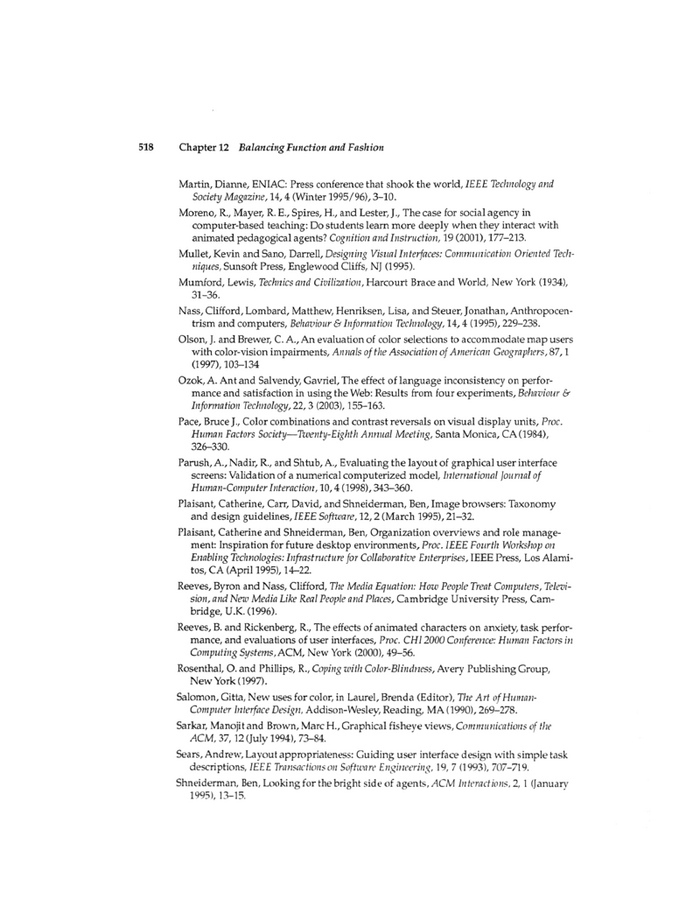 518 Chapter 12 Balancing Function and Fashion
Martin, Dianne, ENIAC: Press conference that shook the world, IEEE Technology and
Society Magazine, 14, 4 (Winter 1995/96), 3–10.
Moreno, R., Mayer, R. E., Spires, H., and Lester, J., The case for social agency in
computer-based teaching: Do students learn more deeply when they interact with
animated pedagogical agents? Cognition and Instruction, 19 (2001), 177–213.
Mullet, Kevin and Sano, Darrell, Designing Visual Interfaces: Communication Oriented Tech-
niques, Sunsoft Press, Englewood Cliffs, NJ (1995).
Mumford, Lewis, Technics and Civilization, Harcourt Brace and World, New York (1934),
31–36.
Nass, Clifford, Lombard, Matthew, Henriksen, Lisa, and Steuer, Jonathan, Anthropocen-
trism and computers, Behaviour & Information Technology, 14, 4 (1995), 229–238.
Olson, J. and Brewer, C. A., An evaluation of color selections to accommodate map users
with color-vision impairments, Annals of the Association of American Geographers, 87, 1
(1997), 103–134
Ozok, A. Ant and Salvendy, Gavriel, The effect of language inconsistency on perfor-
mance and satisfaction in using the Web: Results from four experiments, Behaviour &
Information Technology, 22, 3 (2003), 155–163.
Pace, Bruce J., Color combinations and contrast reversals on visual display units, Proc.
Human Factors Society—Twenty-Eighth Annual Meeting, Santa Monica, CA (1984),
326–330.
Parush, A., Nadir, R., and Shtub, A., Evaluating the layout of graphical user interface
screens: Validation of a numerical computerized model, International Journal of
Human-Computer Interaction, 10, 4 (1998), 343–360.
Plaisant, Catherine, Carr, David, and Shneiderman, Ben, Image browsers: Taxonomy
and design guidelines, IEEE Software, 12, 2 (March 1995), 21–32.
Plaisant, Catherine and Shneiderman, Ben, Organization overviews and role manage-
ment: Inspiration for future desktop environments, Proc. IEEE Fourth Workshop on
Enabling Technologies: Infrastructure for Collaborative Enterprises, IEEE Press, Los Alami-
tos, CA (April 1995), 14–22.
Reeves, Byron and Nass, Clifford, The Media Equation: How People Treat Computers, Televi-
sion, and New Media Like Real People and Places, Cambridge University Press, Cam-
bridge, U.K. (1996).
Reeves, B. and Rickenberg, R., The effects of animated characters on anxiety, task perfor-
mance, and evaluations of user interfaces, Proc. CHI 2000 Conference: Human Factors in
Computing Systems, ACM, New York (2000), 49–56.
Rosenthal, O. and Phillips, R., Coping with Color-Blindness, Avery Publishing Group,
New York (1997).
Salomon, Gitta, New uses for color, in Laurel, Brenda (Editor), The Art of Human-
Computer Interface Design, Addison-Wesley, Reading, MA (1990), 269–278.
Sarkar, Manojit and Brown, Marc H., Graphical fisheye views, Communications of the
ACM, 37, 12 (July 1994), 73–84.
Sears, Andrew, Layout appropriateness: Guiding user interface design with simple task
descriptions, IEEE Transactions on Software Engineering, 19, 7 (1993), 707–719.
Shneiderman, Ben, Looking for the bright side of agents, ACM Interactions, 2, 1 (January
1995), 13–15.